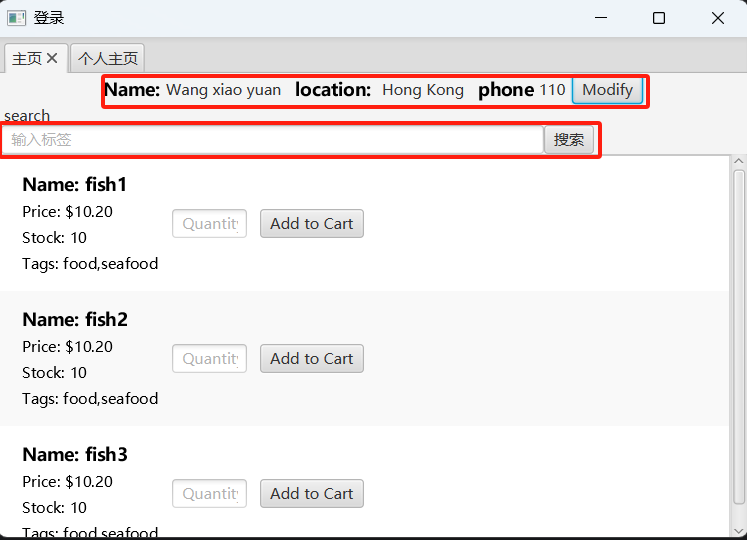 登录
主页 个人主页
Name: Wang xiao yuan location: Hong Kong phone 110 Modify
search
输入标签 搜索
Name: fish1
Price: $10.20
Stock: 10
Tags: food,seafood
Quantity Add to Cart
Name: fish2
Price: $10.20
Stock: 10
Tags: food,seafood
Quantity Add to Cart
Name: fish3
Price: $10.20
Stock: 10
Tags: food,seafood
Quantity Add to Cart